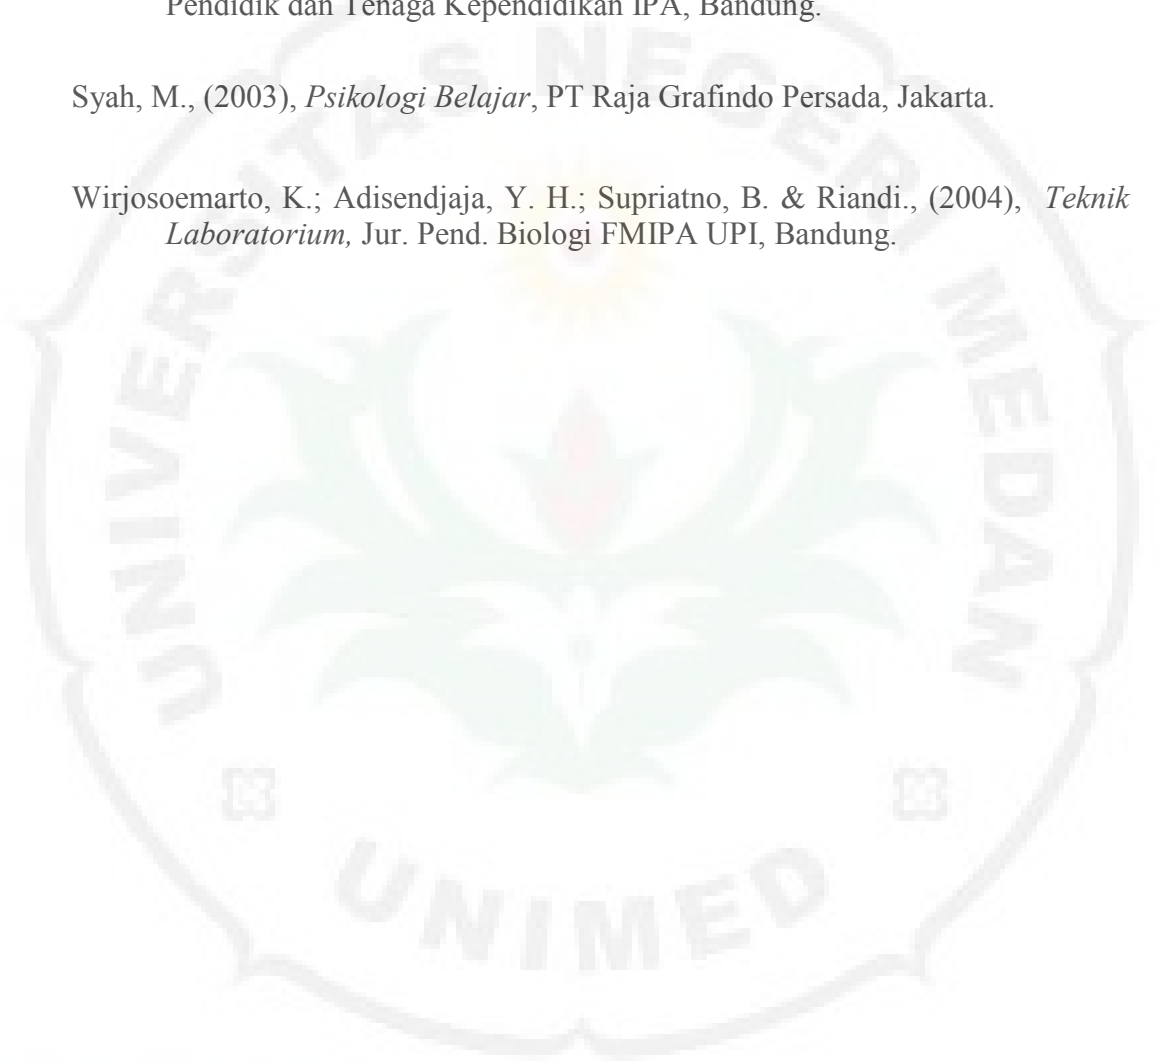 Pendidik dan Tenaga Kependidikan IPA, Bandung.
Syah, M., (2003), Psikologi Belajar, PT Raja Grafindo Persada, Jakarta.
Wirjosoemarto, K.; Adisendjaja, Y. H.; Supriatno, B. & Riandi., (2004), Teknik
Laboratorium, Jur. Pend. Biologi FMIPA UPI, Bandung.
UNIVERSITAS NEGERI MEDAN
UNIMED